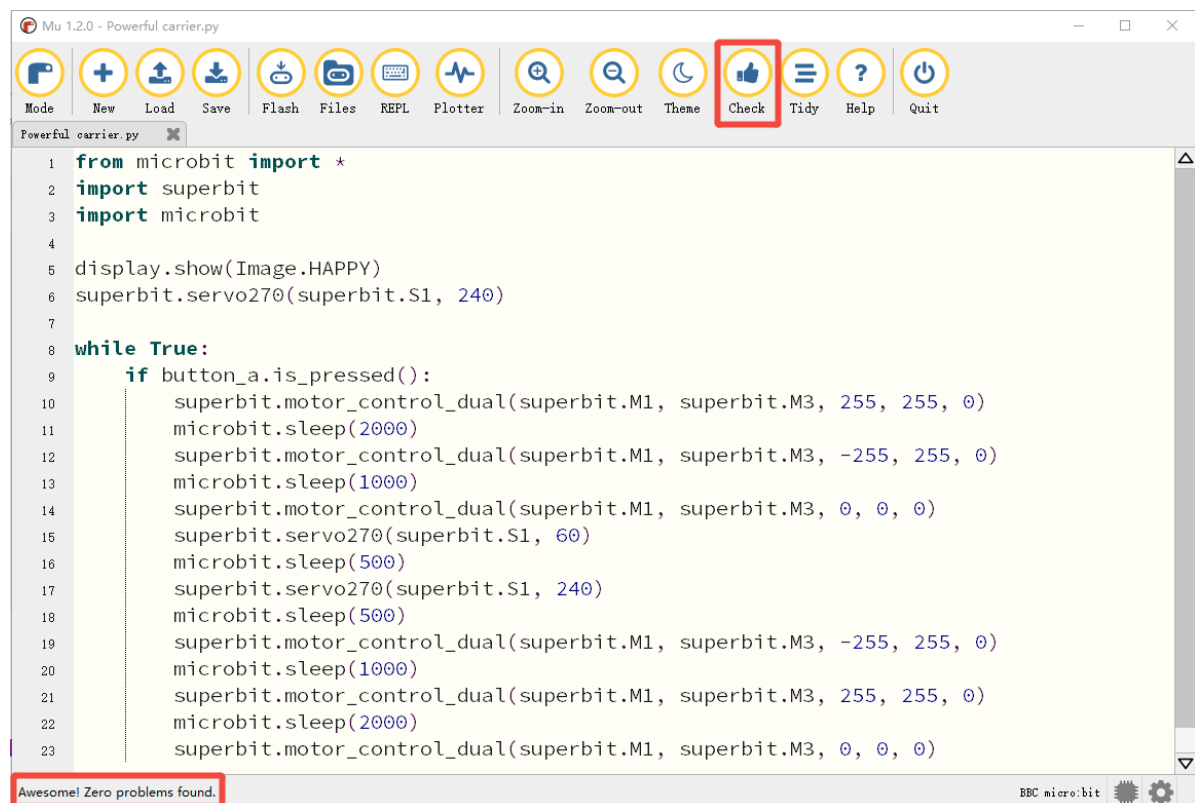 Mu 1.2.0 - Powerful carrier.py
Mode New Load Save Flash Files REPL Plotter Zoom-in Zoom-out Theme Check Tidy Help Quit
Powerful carrier.py
1 from microbit import *
2 import superbit
3 import microbit
4
5 display.show(Image.HAPPY)
6 superbit.servo270(superbit.S1, 240)
7
8 while True:
9     if button_a.is_pressed():
10         superbit.motor_control_dual(superbit.M1, superbit.M3, 255, 255, 0)
11         microbit.sleep(2000)
12         superbit.motor_control_dual(superbit.M1, superbit.M3, -255, 255, 0)
13         microbit.sleep(1000)
14         superbit.motor_control_dual(superbit.M1, superbit.M3, 0, 0, 0)
15         superbit.servo270(superbit.S1, 60)
16         microbit.sleep(500)
17         superbit.servo270(superbit.S1, 240)
18         microbit.sleep(500)
19         superbit.motor_control_dual(superbit.M1, superbit.M3, -255, 255, 0)
20         microbit.sleep(1000)
21         superbit.motor_control_dual(superbit.M1, superbit.M3, 255, 255, 0)
22         microbit.sleep(2000)
23         superbit.motor_control_dual(superbit.M1, superbit.M3, 0, 0, 0)
Awesome! Zero problems found. BBC micro:bit